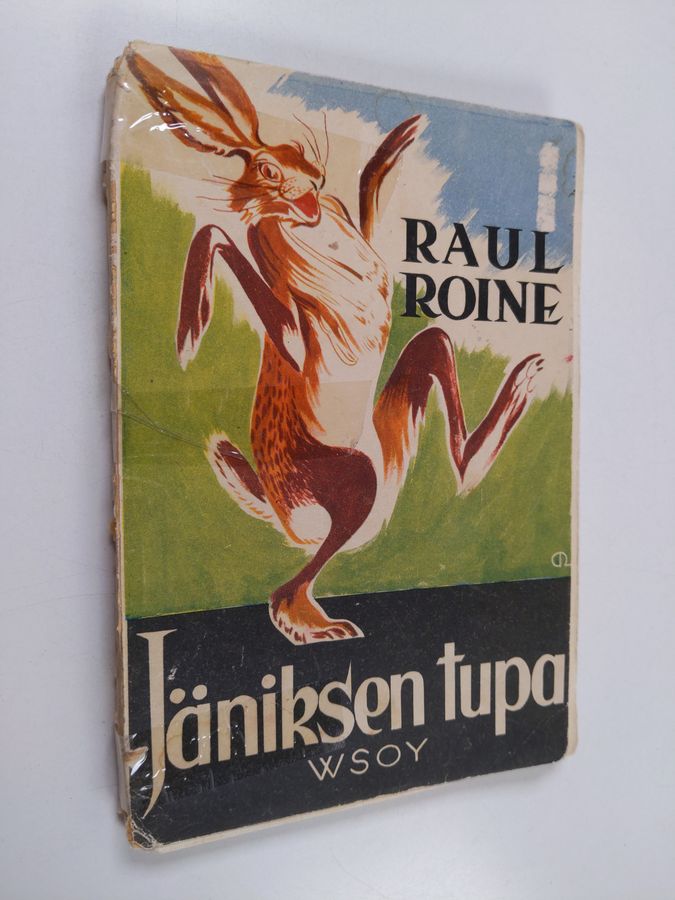 RAUL
ROINE
Jäniksen tupa
WSOY